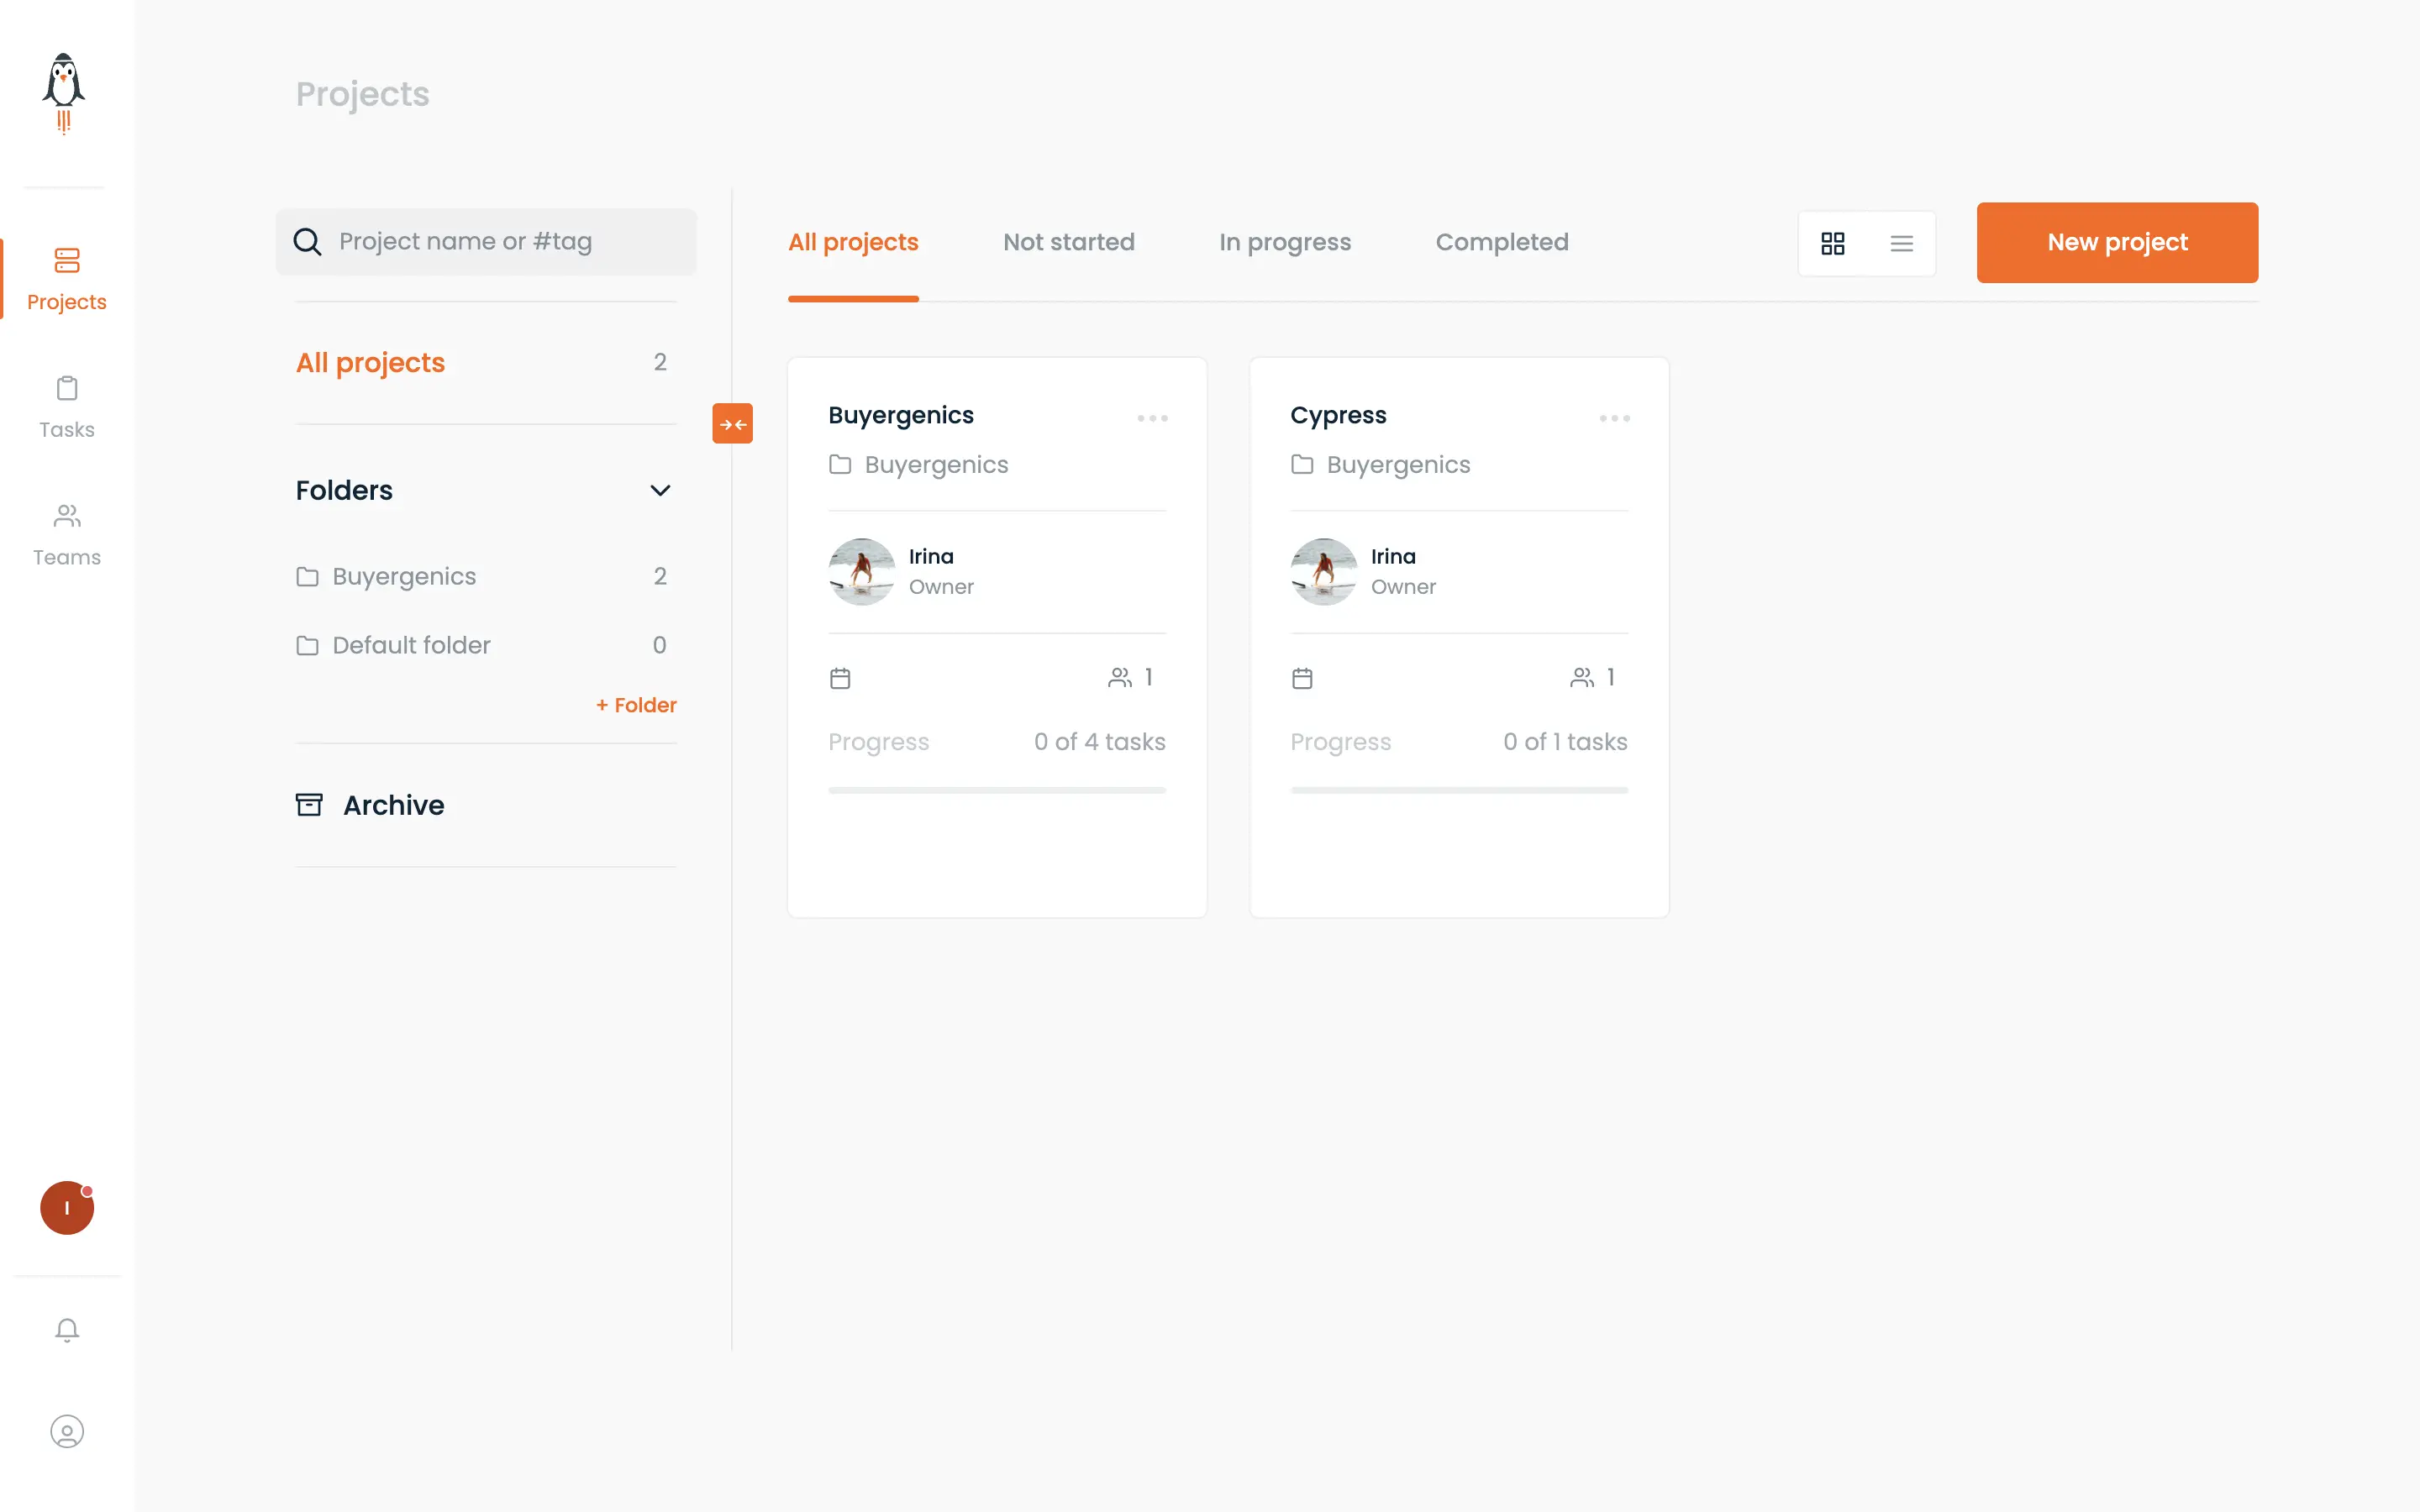 Projects
Projects
Tasks
Teams
I
Project name or #tag
All projects 2
Folders
Buyergenics 2
Default folder 0
+ Folder
Archive
All projects Not started In progress Completed
New project
Buyergenics
Buyergenics
Irina
Owner
1
Progress 0 of 4 tasks
Cypress
Buyergenics
Irina
Owner
1
Progress 0 of 1 tasks